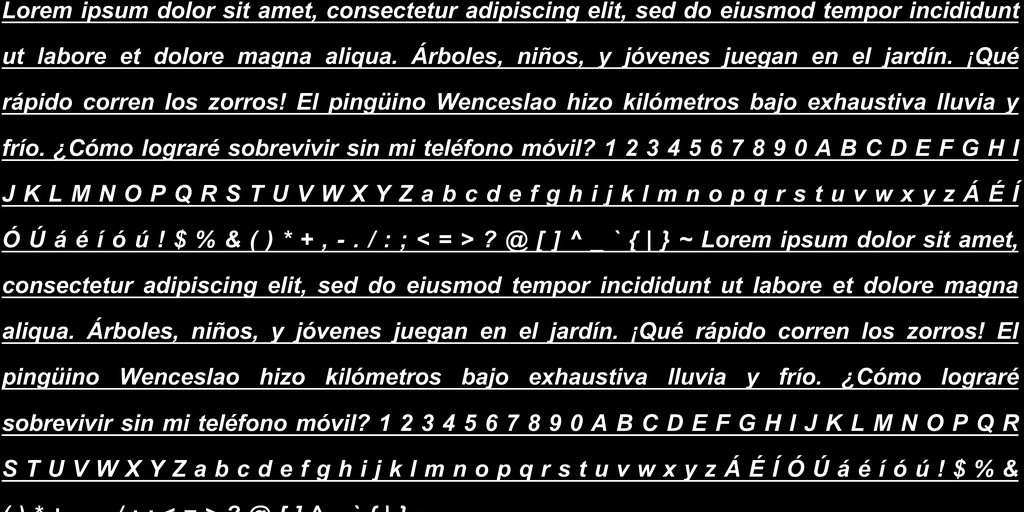 Lorem ipsum dolor sit amet, consectetur adipiscing elit, sed do eiusmod tempor incididunt
ut labore et dolore magna aliqua. Árboles, niños, y jóvenes juegan en el jardín. ¡Qué
rápido corren los zorros! El pingüino Wenceslao hizo kilómetros bajo exhaustiva lluvia y
frío. ¿Cómo lograré sobrevivir sin mi teléfono móvil? 1 2 3 4 5 6 7 8 9 0 A B C D E F G H I
J K L M N O P Q R S T U V W X Y Z a b c d e f g h i j k l m n o p q r s t u v w x y z Á É Í
Ó Ú á é í ó ú ! $ % & ( ) * + , - . / : ; < = > ? @ [ ] ^ _ ` { | } ~ Lorem ipsum dolor sit amet,
consectetur adipiscing elit, sed do eiusmod tempor incididunt ut labore et dolore magna
aliqua. Árboles, niños, y jóvenes juegan en el jardín. ¡Qué rápido corren los zorros! El
pingüino Wenceslao hizo kilómetros bajo exhaustiva lluvia y frío. ¿Cómo lograré
sobrevivir sin mi teléfono móvil? 1 2 3 4 5 6 7 8 9 0 A B C D E F G H I J K L M N O P Q R
S T U V W X Y Z a b c d e f g h i j k l m n o p q r s t u v w x y z Á É Í Ó Ú á é í ó ú ! $ % &
( ) * + / : ; < = > ? @ [ ] ^ ` { | }